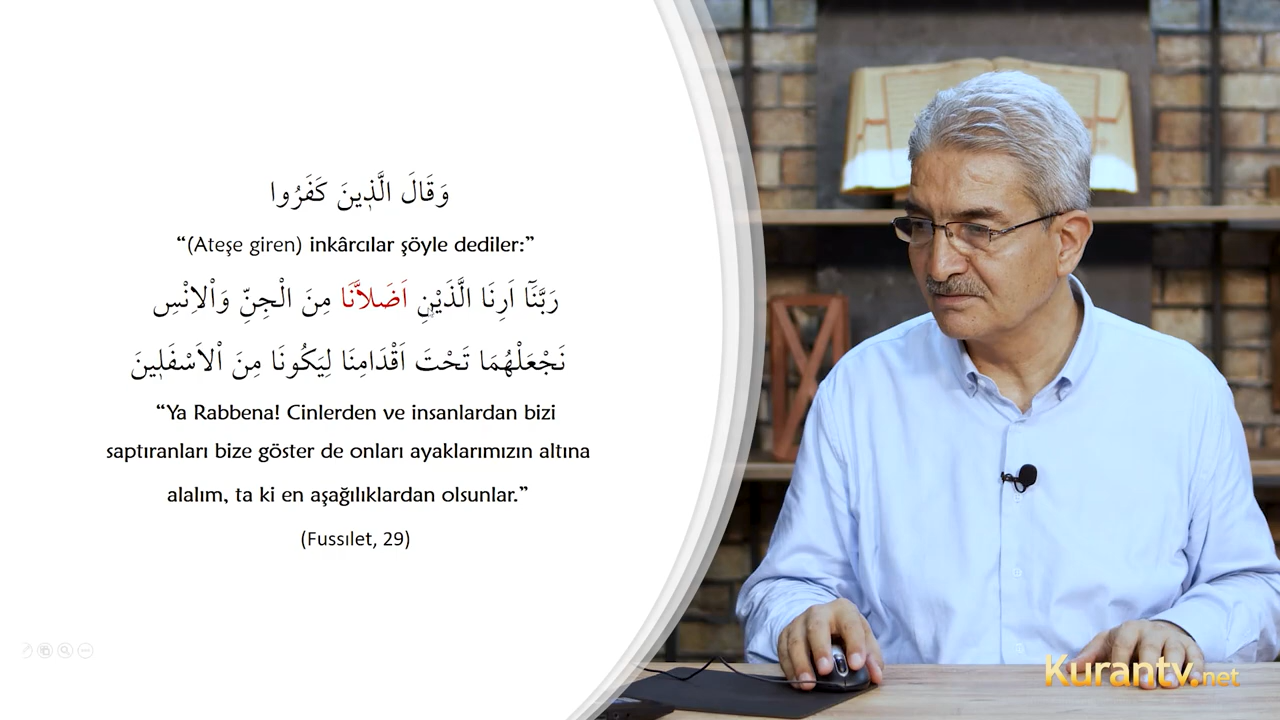 وَقَالَ الَّذ۪ينَ كَفَرُوا
“(Ateşe giren) inkârcılar şöyle dediler:”
رَبَّنَٓا اَرِنَا الَّذَيْنِ اَضَلاَّنَا مِنَ الْجِنِّ وَاْلاِنْسِ
نَجْعَلْهُمَا تَحْتَ اَقْدَامِنَا لِيَكُونَا مِنَ اْلاَسْفَل۪ينَ
“Ya Rabbena! Cinlerden ve insanlardan bizi
saptıranları bize göster de onları ayaklarımızın altına
alalım, ta ki en aşağılıklardan olsunlar.”
(Fussılet, 29)
Kurantv.net